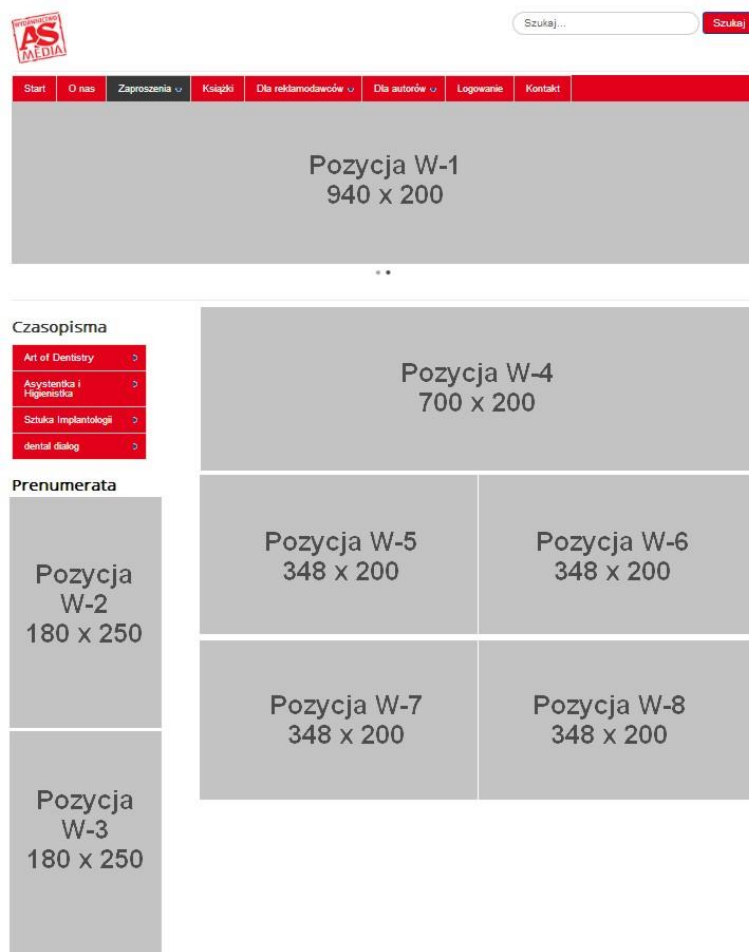 WYDAWNICTWO
AS
MEDIA
Szukaj...
Szukaj
Start
O nas
Zaproszenia
Książki
Dla reklamodawców
Dla autorów
Logowanie
Kontakt
Pozycja W-1
940 x 200
Czasopisma
Art of Dentistry
Asystentka i
Higienistka
Sztuka Implantologii
dental dialog
Prenumerata
Pozycja
W-2
180 x 250
Pozycja
W-3
180 x 250
Pozycja W-4
700 x 200
Pozycja W-5
348 x 200
Pozycja W-6
348 x 200
Pozycja W-7
348 x 200
Pozycja W-8
348 x 200